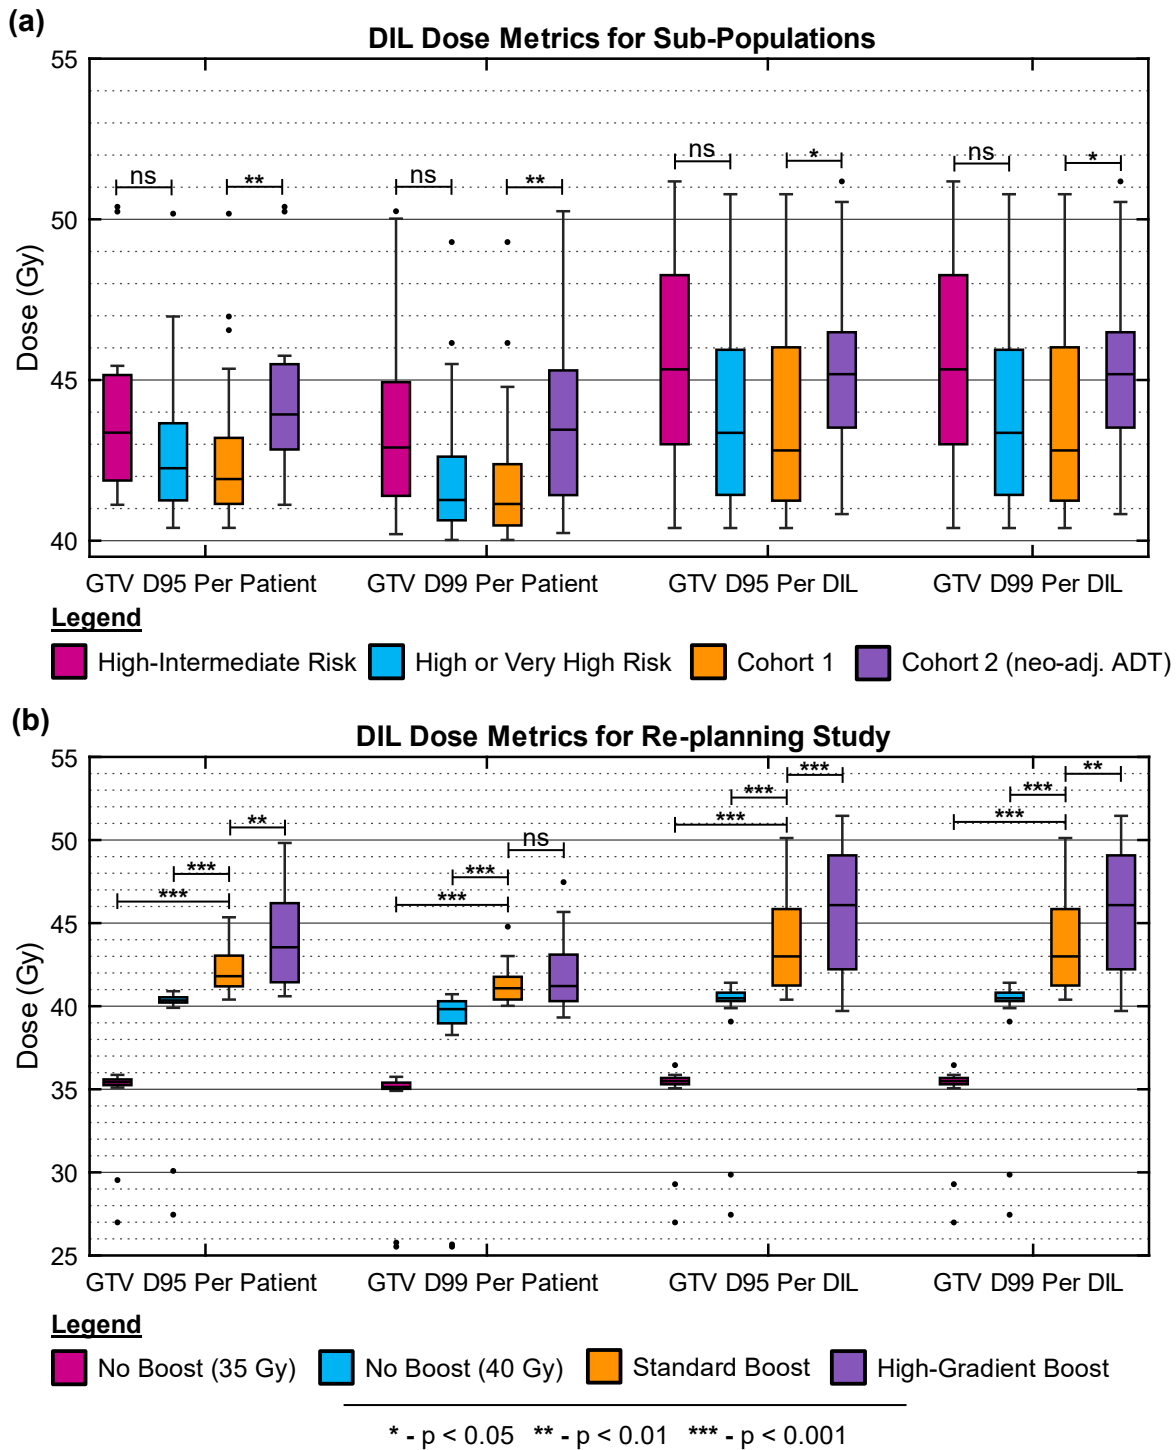 (a)
DIL Dose Metrics for Sub-Populations
55
50
45
40
Dose (Gy)
ns
**
ns
**
ns
*
ns
*
GTV D95 Per Patient
GTV D99 Per Patient
GTV D95 Per DIL
GTV D99 Per DIL
Legend
High-Intermediate Risk
High or Very High Risk
Cohort 1
Cohort 2 (neo-adj. ADT)
(b)
DIL Dose Metrics for Re-planning Study
55
50
45
40
35
30
25
Dose (Gy)
***
***
**
***
***
ns
***
***
***
***
***
**
GTV D95 Per Patient
GTV D99 Per Patient
GTV D95 Per DIL
GTV D99 Per DIL
Legend
No Boost (35 Gy)
No Boost (40 Gy)
Standard Boost
High-Gradient Boost
* - p < 0.05 ** - p < 0.01 *** - p < 0.001